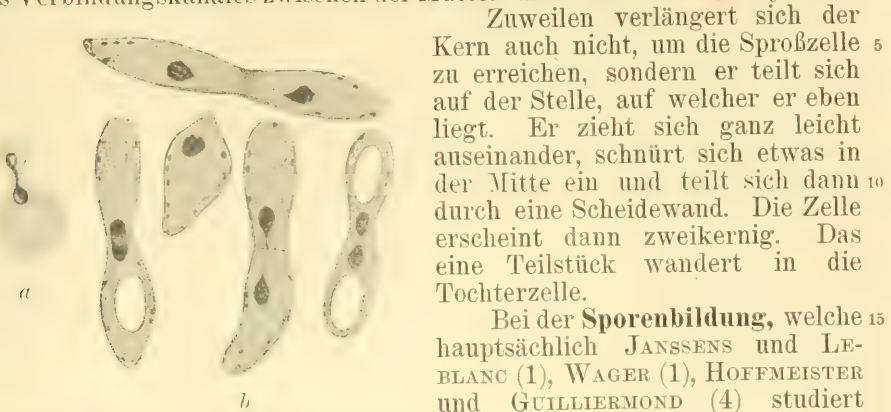 Verbindungskanales zwischen der
Zuweilen verlängert sich der
Kern auch nicht, um die Sproßzelle 5
zu erreichen, sondern er teilt sich
auf der Stelle, auf welcher er eben
liegt. Er zieht sich ganz leicht
auseinander, schnürt sich etwas in
der Mitte ein und teilt sich dann 10
durch eine Scheidewand. Die Zelle
erscheint dann zweikernig. Das
eine Teilstück wandert in die
Tochterzelle.
Bei der Sporenbildung, welche 15
hauptsächlich JANSSENS und LE-
BLANC (1), WAGER (1), HOFFMEISTER
und GUILLIERMOND (4) studiert
a
b